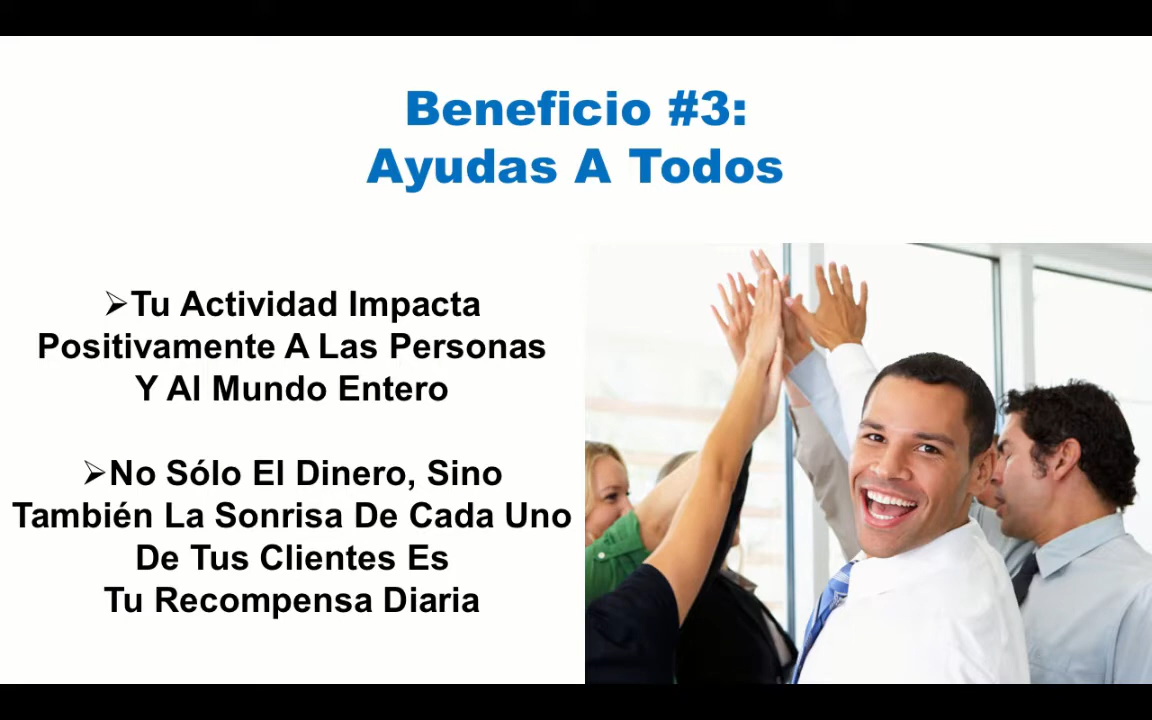 Beneficio #3:
Ayudas A Todos
➢Tu Actividad Impacta
Positivamente A Las Personas
Y Al Mundo Entero
➢No Sólo El Dinero, Sino
También La Sonrisa De Cada Uno
De Tus Clientes Es
Tu Recompensa Diaria